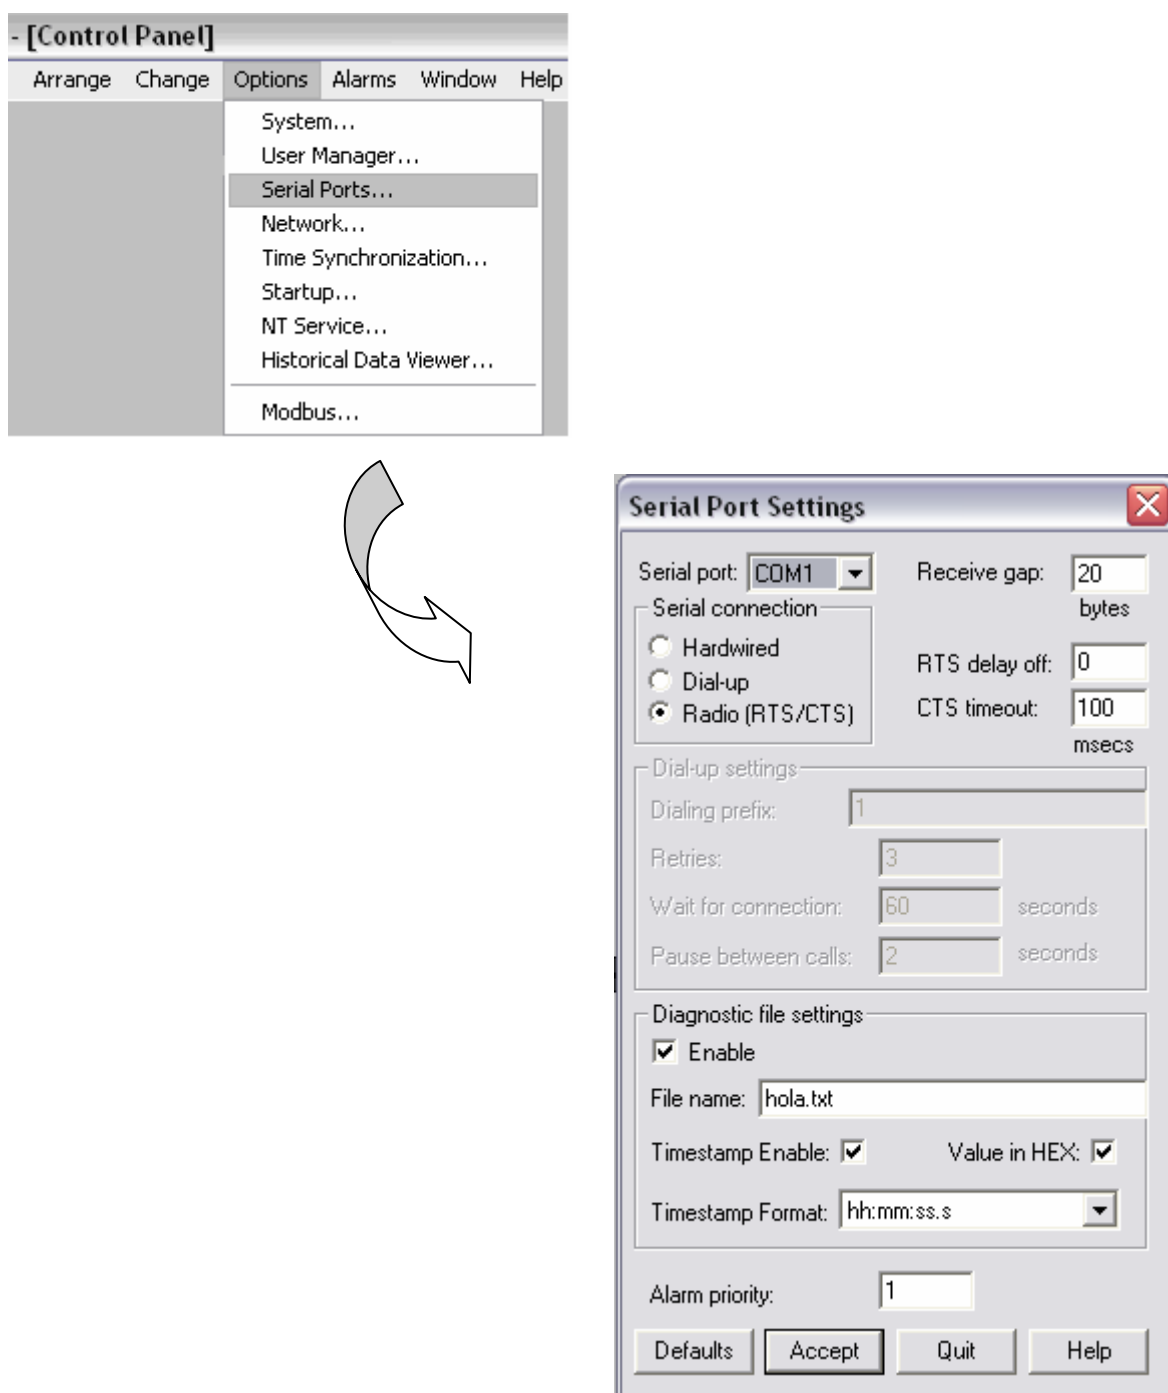 - [Control Panel]
Arrange Change Options Alarms Window Help
System...
User Manager...
Serial Ports...
Network...
Time Synchronization...
Startup...
NT Service...
Historical Data Viewer...
Modbus...
Serial Port Settings
Serial port: COM1 Receive gap: 20
bytes
Serial connection
Hardwired
Dial-up
Radio (RTS/CTS)
RTS delay off: 0
CTS timeout: 100
msecs
Dial-up settings
Dialing prefix: 1
Retries: 3
Wait for connection: 60 seconds
Pause between calls: 2 seconds
Diagnostic file settings
Enable
File name: hola.txt
Timestamp Enable: Value in HEX:
Timestamp Format: hh:mm:ss.s
Alarm priority: 1
Defaults Accept Quit Help